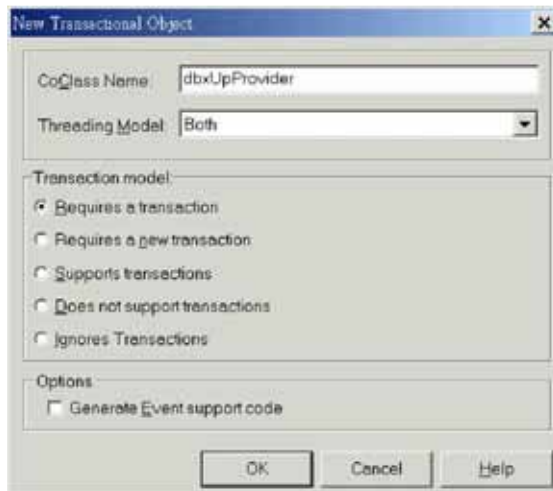 New Transactional Object
CoClass Name: dbxUpProvider
Threading Model: Both
Transaction model:
Requires a transaction
Requires a new transaction
Supports transactions
Does not support transactions
Ignores Transactions
Options
Generate Event support code
OK Cancel Help